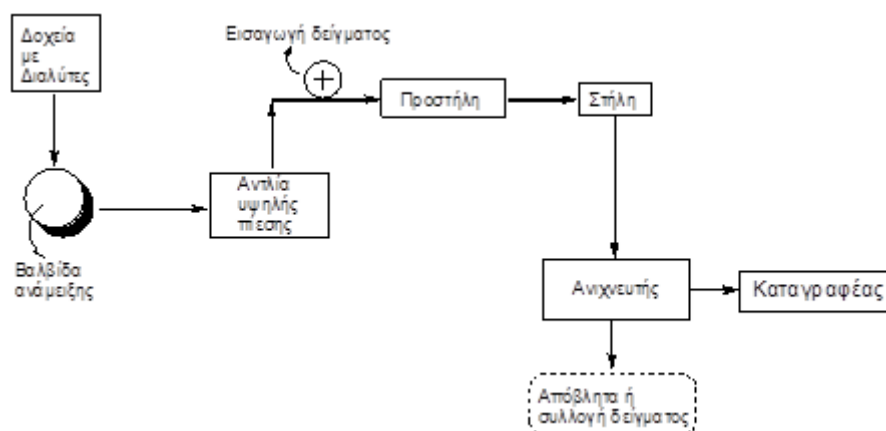 Δοχεία
με
Διαλύτες
Εισαγωγή δείγματος
Προστήλη
Στήλη
Αντλία
υψηλής
πίεσης
Βαλβίδα
ανάμειξης
Ανιχνευτής
Καταγραφέας
Απόβλητα ή
συλλογή δείγματος